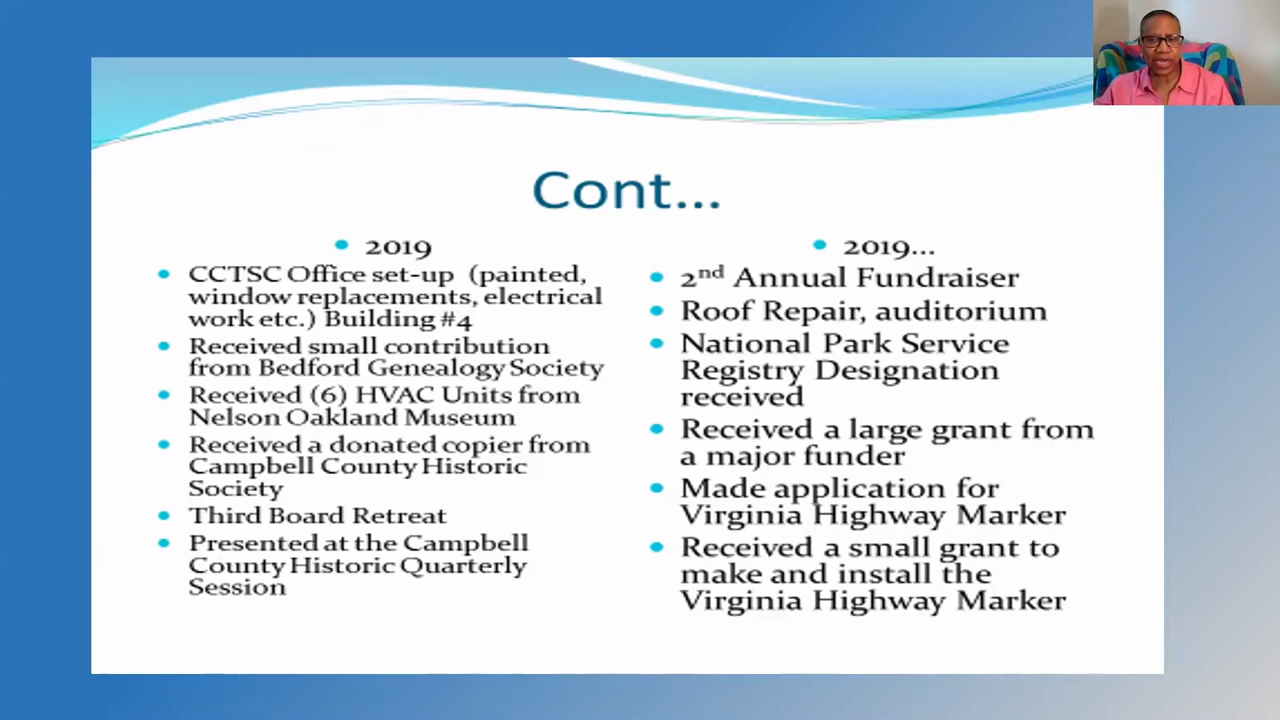 Cont...
• 2019
• CCTSC Office set-up (painted,
window replacements, electrical
work etc.) Building #4
• Received small contribution
from Bedford Genealogy Society
• Received (6) HVAC Units from
Nelson Oakland Museum
• Received a donated copier from
Campbell County Historic
Society
• Third Board Retreat
• Presented at the Campbell
County Historic Quarterly
Session
• 2019...
• 2nd Annual Fundraiser
• Roof Repair, auditorium
• National Park Service
Registry Designation
received
• Received a large grant from
a major funder
• Made application for
Virginia Highway Marker
• Received a small grant to
make and install the
Virginia Highway Marker